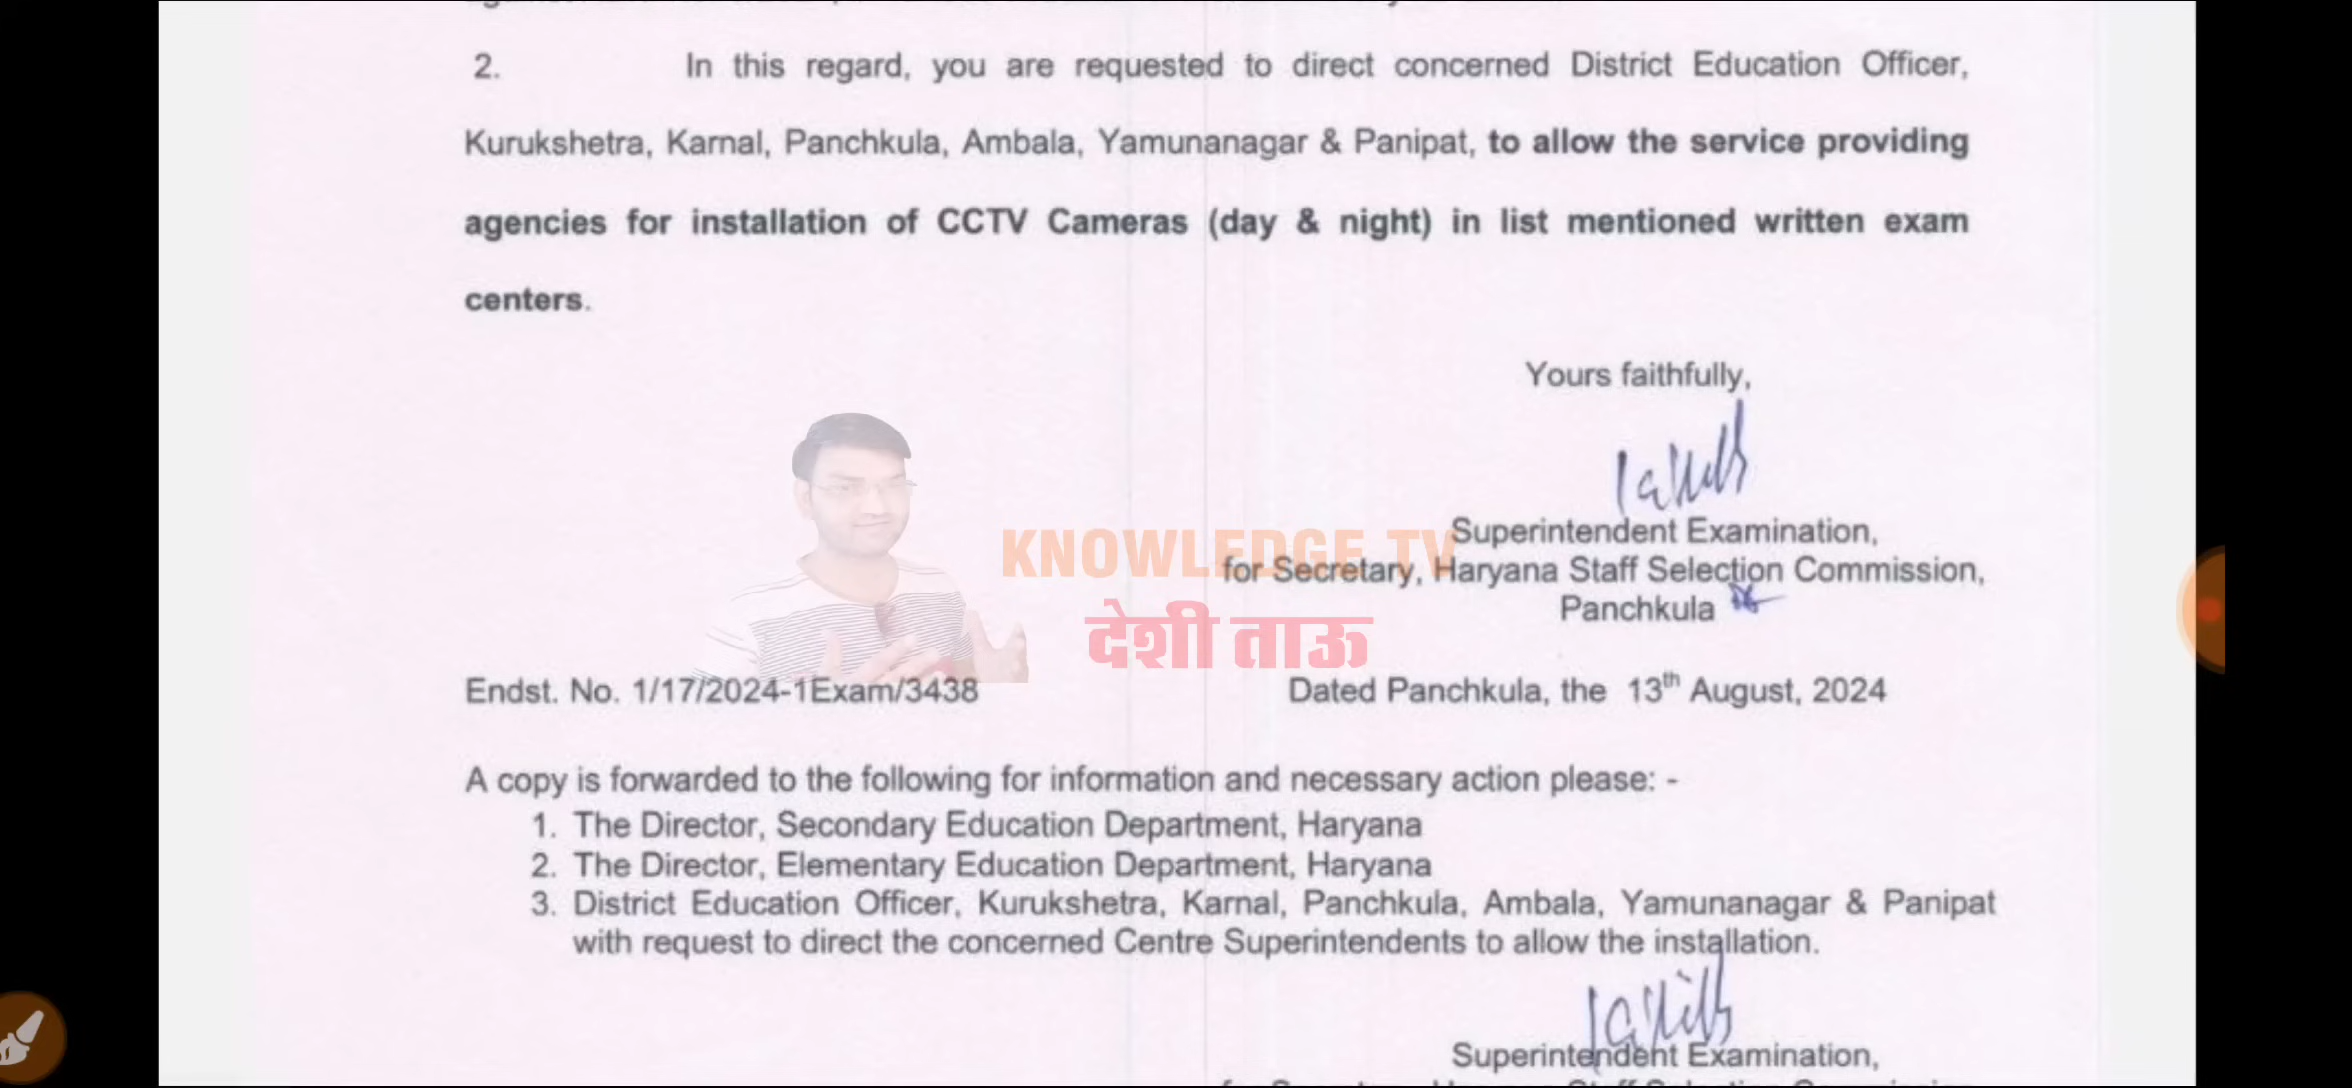 2. In this regard, you are requested to direct concerned District Education Officer,
Kurukshetra, Karnal, Panchkula, Ambala, Yamunanagar & Panipat, to allow the service providing
agencies for installation of CCTV Cameras (day & night) in list mentioned written exam
centers.
Yours faithfully,
Superintendent Examination,
KNOWLEDGE TV
for Secretary, Haryana Staff Selection Commission,
Panchkula
देशी ताऊ
Endst. No. 1/17/2024-1Exam/3438 Dated Panchkula, the 13th August, 2024
A copy is forwarded to the following for information and necessary action please: -
1. The Director, Secondary Education Department, Haryana
2. The Director, Elementary Education Department, Haryana
3. District Education Officer, Kurukshetra, Karnal, Panchkula, Ambala, Yamunanagar & Panipat
with request to direct the concerned Centre Superintendents to allow the installation.
Superintendent Examination,